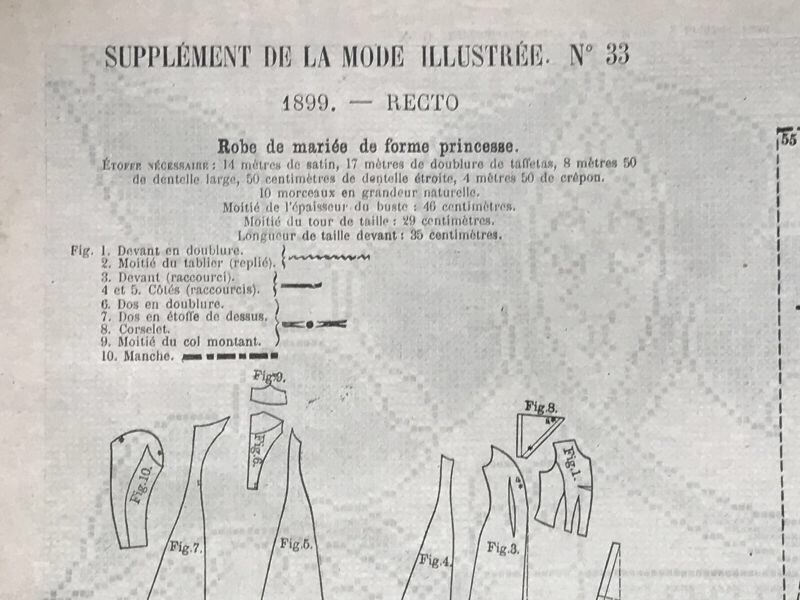 SUPPLÉMENT DE LA MODE ILLUSTRÉE. N° 33
1899. — RECTO
Robe de mariée de forme princesse.
ÉTOFFE NÉCESSAIRE : 14 mètres de satin, 17 mètres de doublure de taffetas, 8 mètres 50
de dentelle large, 50 centimètres de dentelle étroite, 4 mètres 50 de crêpon.
10 morceaux en grandeur naturelle.
Moitié de l'épaisseur du buste : 46 centimètres.
Moitié du tour de taille : 29 centimètres.
Longueur de taille devant : 35 centimètres.
Fig. 1. Devant en doublure.
2. Moitié du tablier (replié).
3. Devant (raccourci).
4 et 5. Côtés (raccourcis).
6. Dos en doublure.
7. Dos en étoffe de dessus.
8. Corselet.
9. Moitié du col montant.
10. Manche.
55
Fig.9.
Fig.8.
Fig.10.
Fig.6.
Fig.1.
Fig.7.
Fig.5.
Fig.4.
Fig.3.